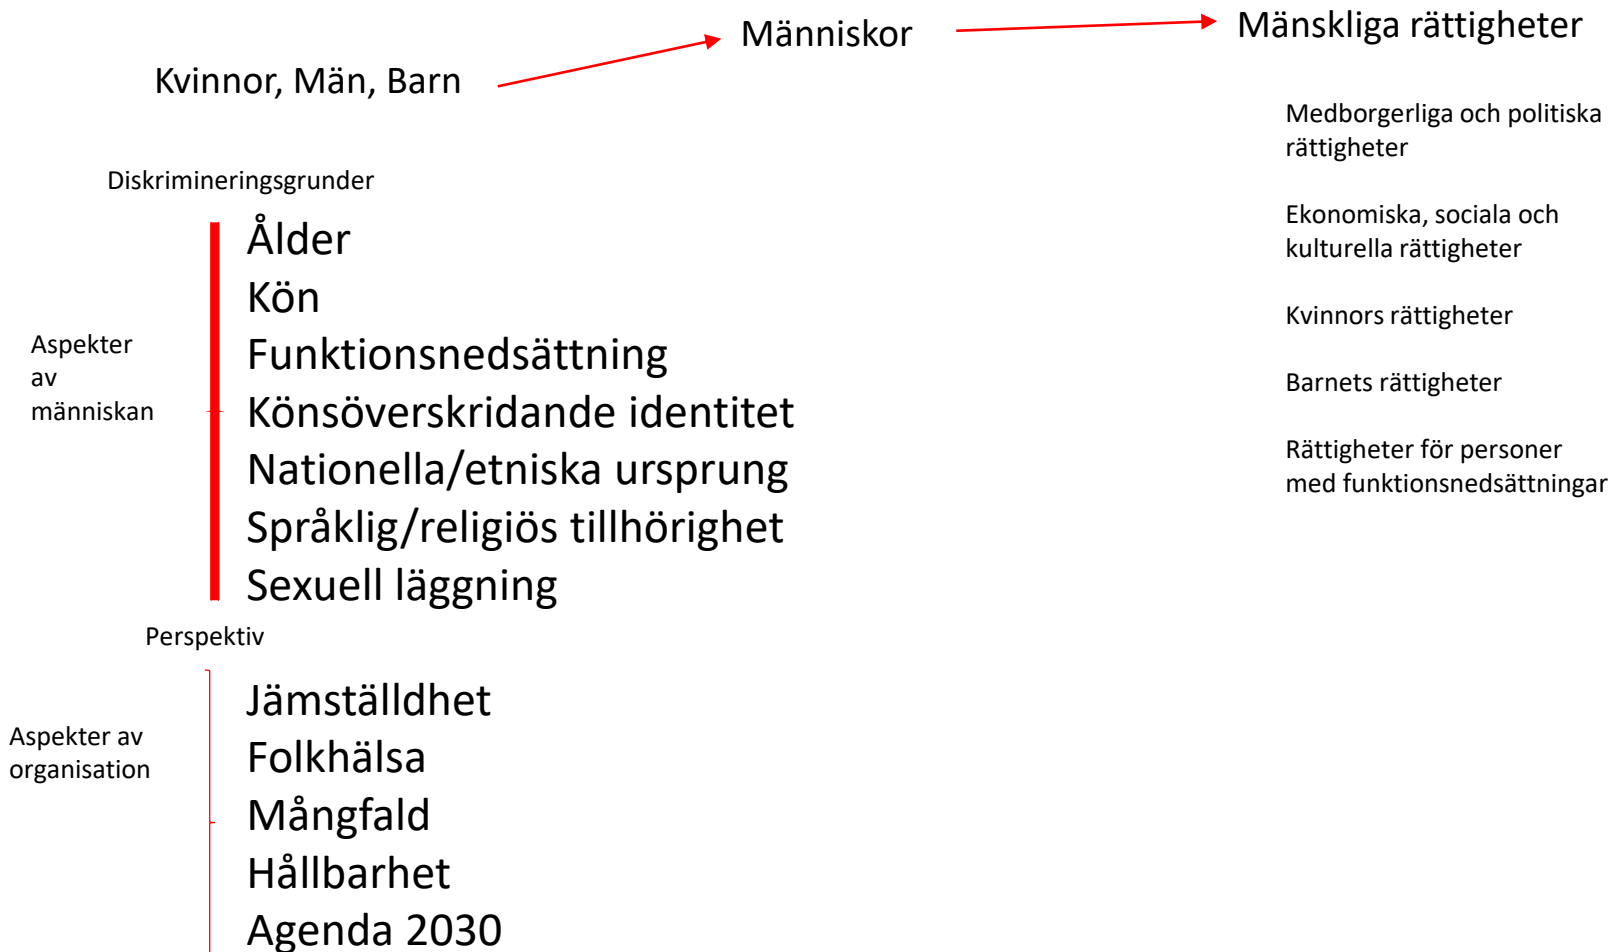 Kvinnor, Män, Barn
Människor
Mänskliga rättigheter
Medborgerliga och politiska
rättigheter
Ekonomiska, sociala och
kulturella rättigheter
Kvinnors rättigheter
Barnets rättigheter
Rättigheter för personer
med funktionsnedsättningar
Diskrimineringsgrunder
Aspekter
av
människan
Ålder
Kön
Funktionsnedsättning
Könsöverskridande identitet
Nationella/etniska ursprung
Språklig/religiös tillhörighet
Sexuell läggning
Perspektiv
Aspekter av
organisation
Jämställdhet
Folkhälsa
Mångfald
Hållbarhet
Agenda 2030